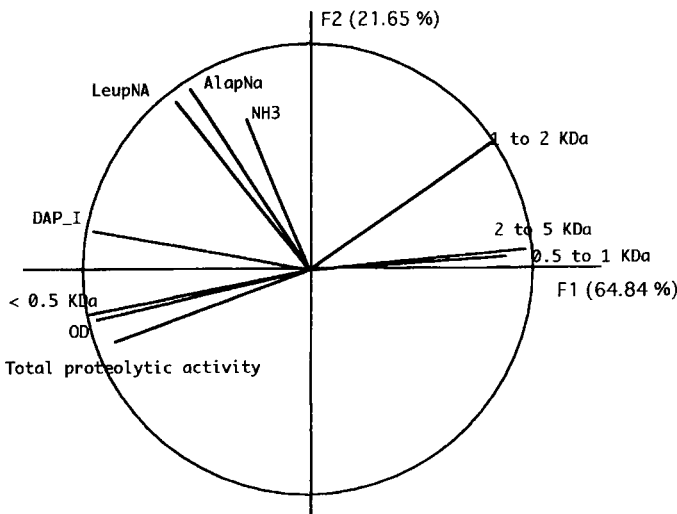 F2 (21.65 %)
LeupNA
AlapNa
NH3
1 to 2 KDa
DAP_I
2 to 5 KDa
0.5 to 1 KDa
F1 (64.84 %)
< 0.5 KDa
OD
Total proteolytic activity